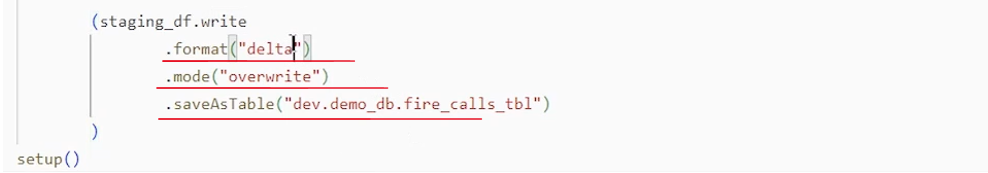 (staging_df.write
.format("delta")
.mode("overwrite")
.saveAsTable("dev.demo_db.fire_calls_tbl")
)
setup()